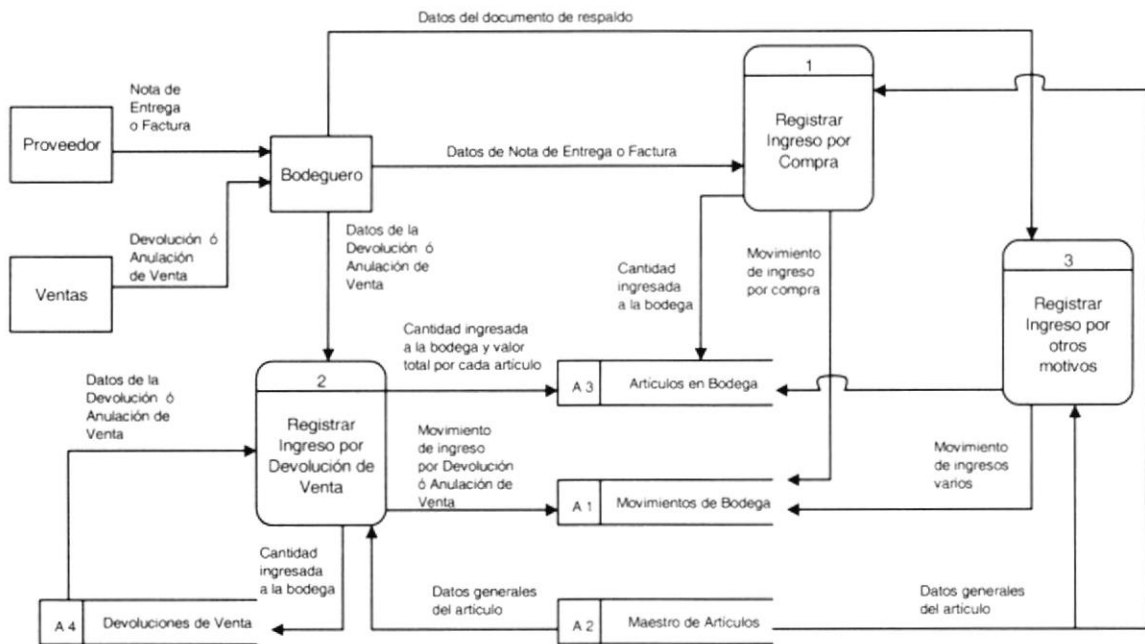 Datos del documento de respaldo
1
Registrar
Ingreso por
Compra
Nota de
Entrega
o Factura
Proveedor
Bodeguero
Datos de Nota de Entrega o Factura
Devolución ó
Anulación
de Venta
Ventas
Datos de la
Devolución ó
Anulación de
Venta
Cantidad
ingresada
a la bodega
Movimiento
de ingreso
por compra
3
Registrar
Ingreso por
otros
motivos
Cantidad ingresada
a la bodega y valor
total por cada artículo
A 3
Artículos en Bodega
Datos de la
Devolución ó
Anulación de
Venta
2
Registrar
Ingreso por
Devolución de
Venta
Movimiento
de ingreso
por Devolución
ó Anulación de
Venta
A 1
Movimientos de Bodega
Movimiento
de ingresos
varios
Cantidad
ingresada
a la bodega
A 4
Devoluciones de Venta
Datos generales
del artículo
A 2
Maestro de Artículos
Datos generales
del artículo